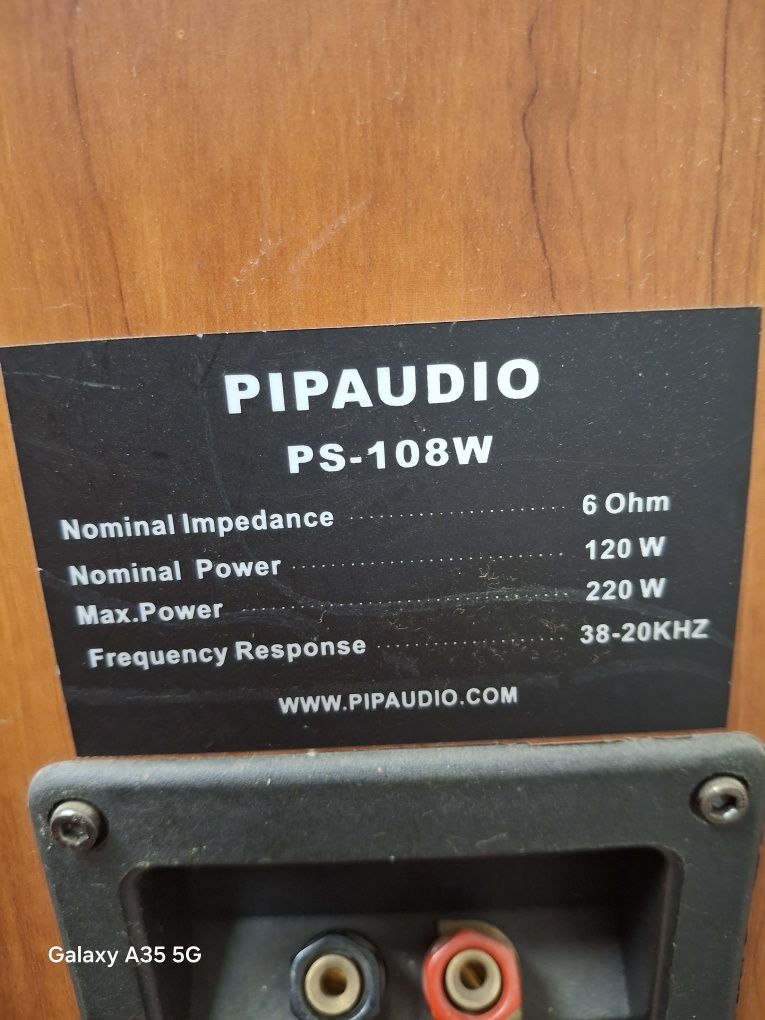 PIPAUDIO
PS-108W
Nominal Impedance ........................ 6 Ohm
Nominal Power ........................ 120 W
Max.Power ........................ 220 W
Frequency Response ........................ 38-20KHZ
WWW.PIPAUDIO.COM
Galaxy A35 5G